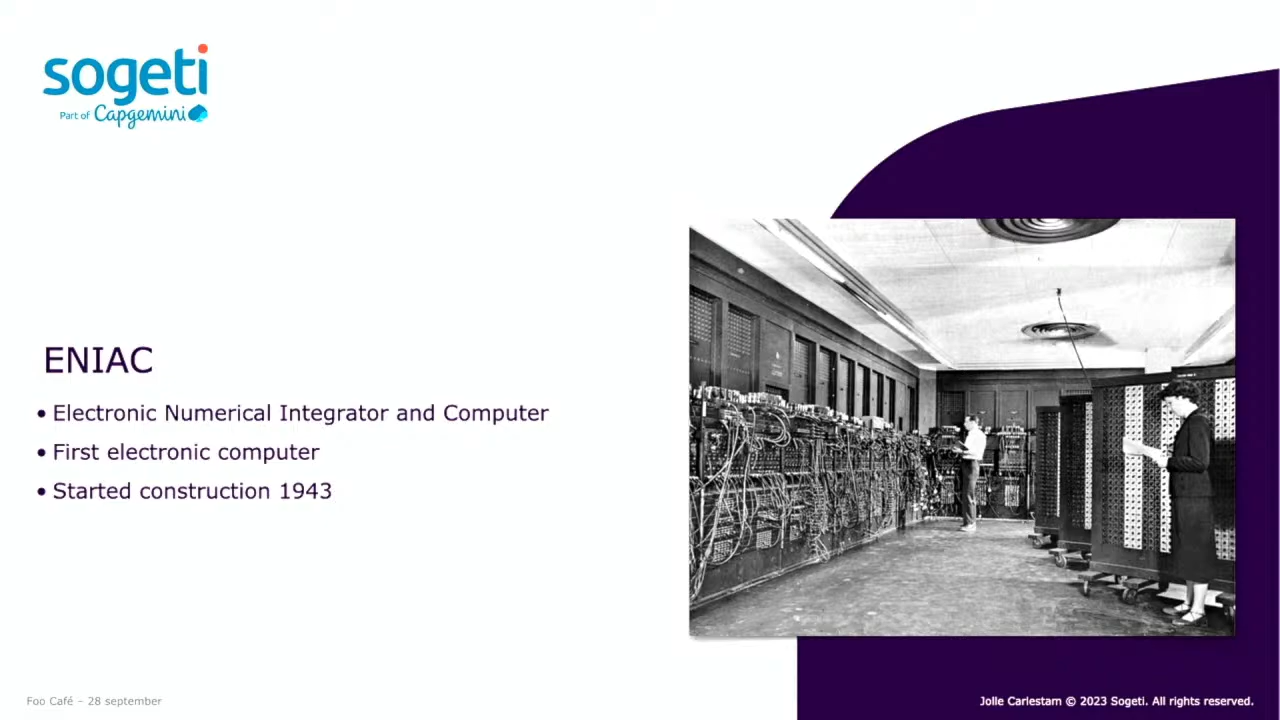 sogeti
Part of Capgemini
ENIAC
• Electronic Numerical Integrator and Computer
• First electronic computer
• Started construction 1943
Foo Café – 28 september
Jolle Carlestam © 2023 Sogeti. All rights reserved.